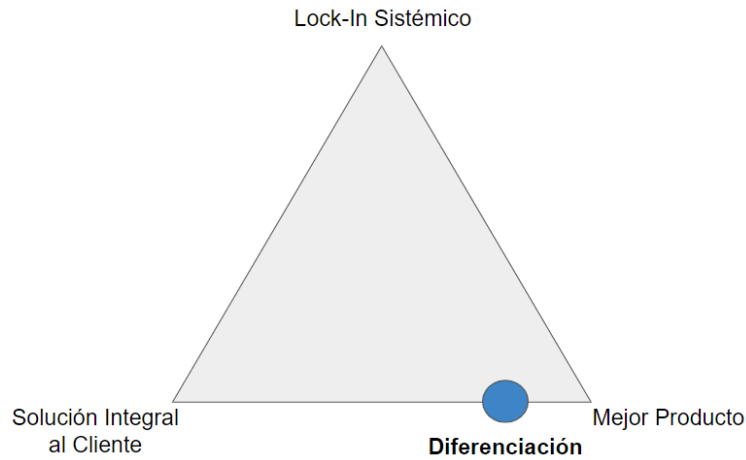 Lock-In Sistémico
Solución Integral
al Cliente
Mejor Producto
Diferenciación